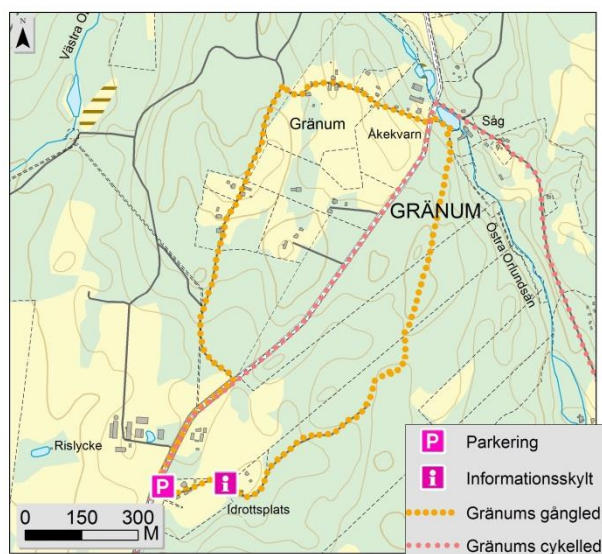 N
Västra O
Gränum
Åkekvarn
Såg
GRÄNUM
Östra Orlundsån
Rislycke
P
i
Idrottsplats
0 150 300
M
P Parkering
i Informationsskylt
Gränums gångled
Gränums cykelled